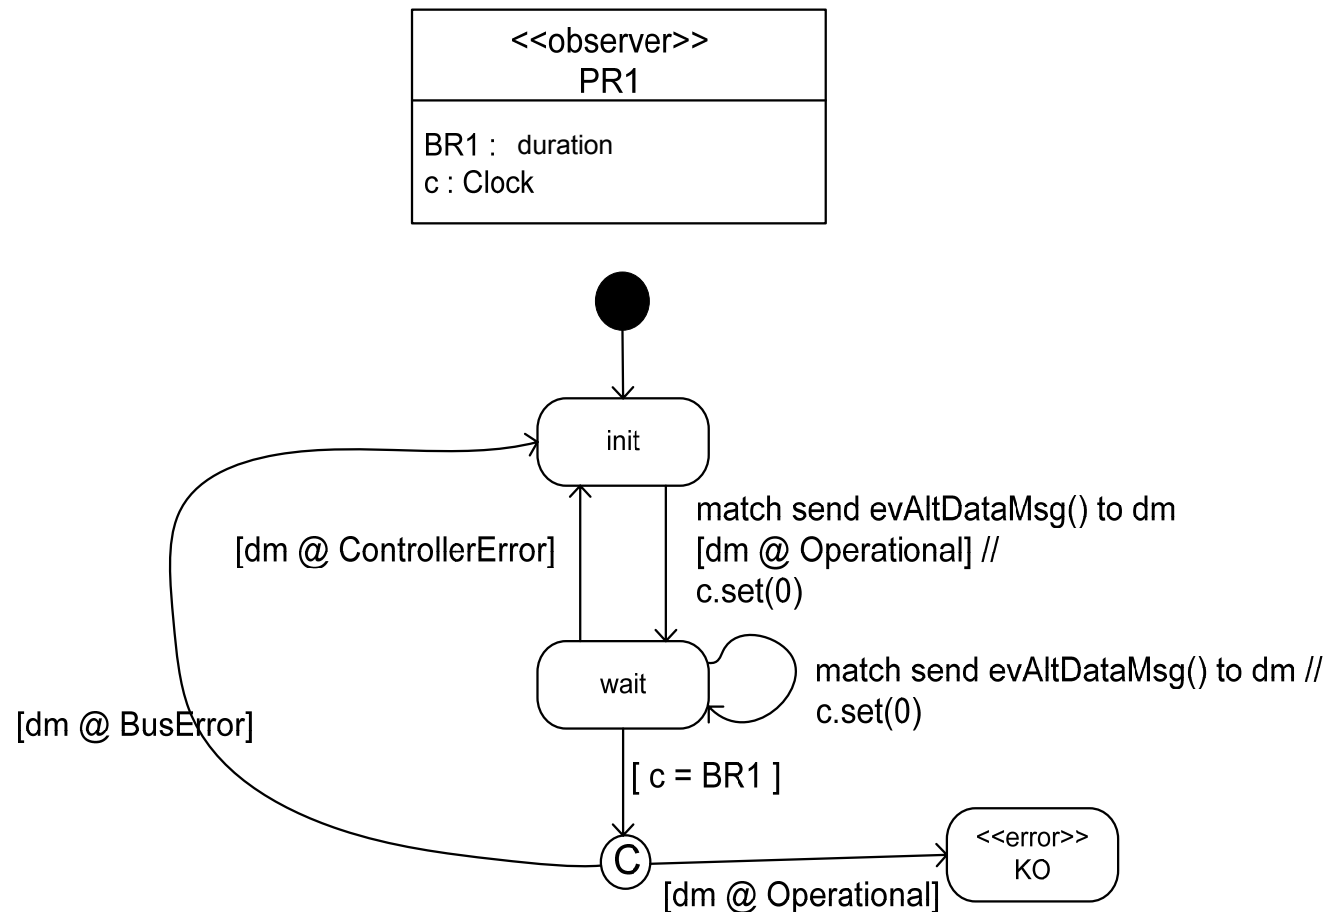 <<observer>>
PR1
BR1 : duration
c : Clock
init
[dm @ ControllerError]
match send evAltDataMsg() to dm
[dm @ Operational] //
c.set(0)
wait
match send evAltDataMsg() to dm //
c.set(0)
[dm @ BusError]
[ c = BR1 ]
C
<<error>>
KO
[dm @ Operational]